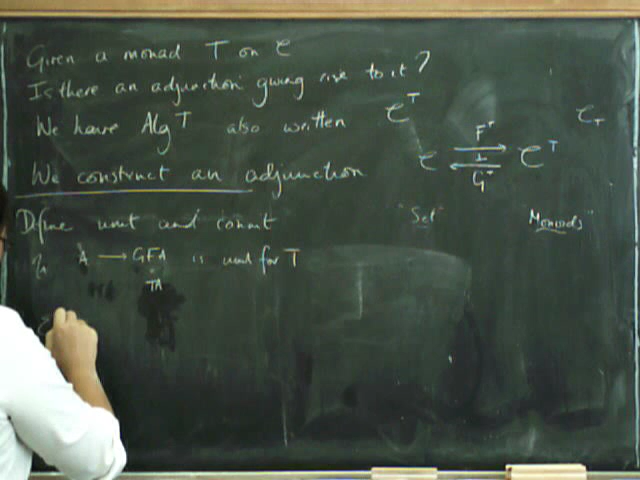 Given a monad T on C
Is there an adjunction giving rise to it?
We have Alg^T also written C^T
C_T
We construct an adjunction
F^T
C ⊥ C^T
G^T
Define unit and counit
"Set" "Monoids"
η_A A → GFA is unit for T
TA